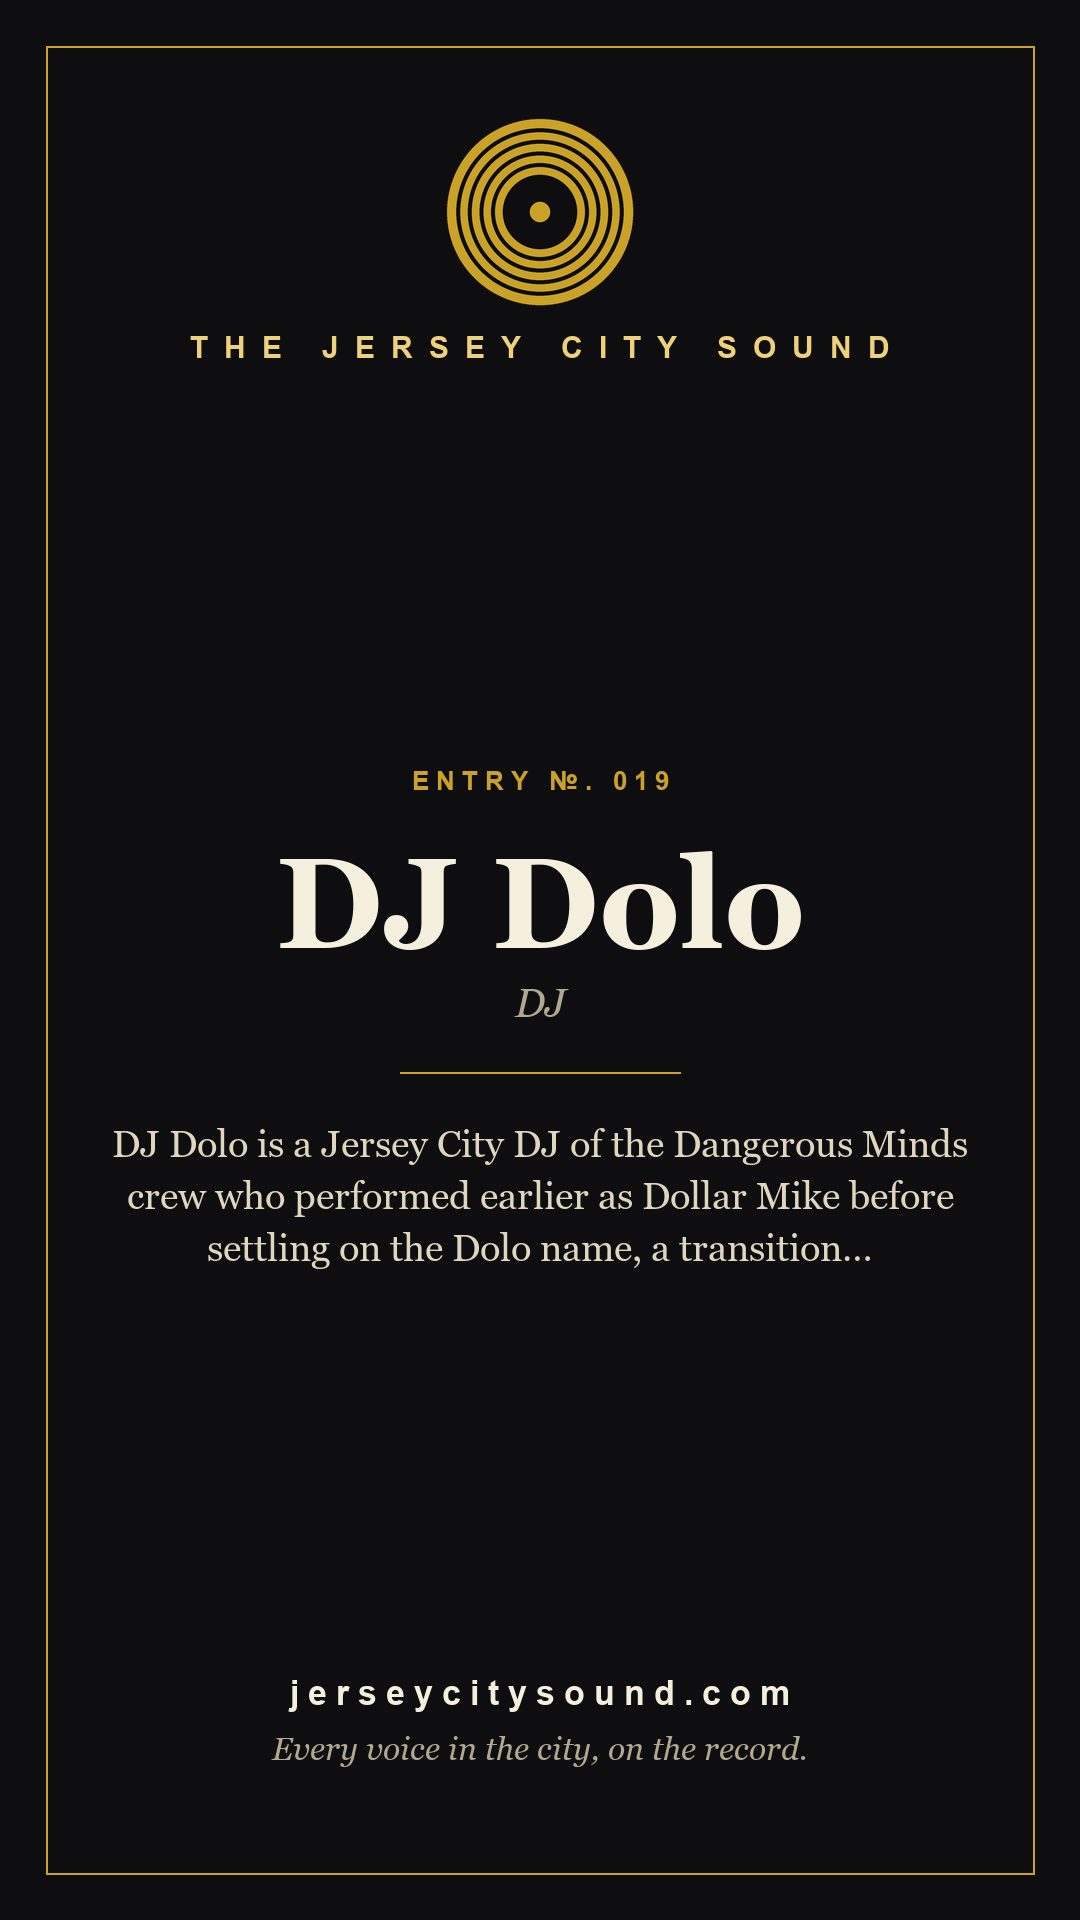 THE JERSEY CITY SOUND
ENTRY №. 019
DJ Dolo
DJ
DJ Dolo is a Jersey City DJ of the Dangerous Minds
crew who performed earlier as Dollar Mike before
settling on the Dolo name, a transition...
jerseycitysound.com
Every voice in the city, on the record.